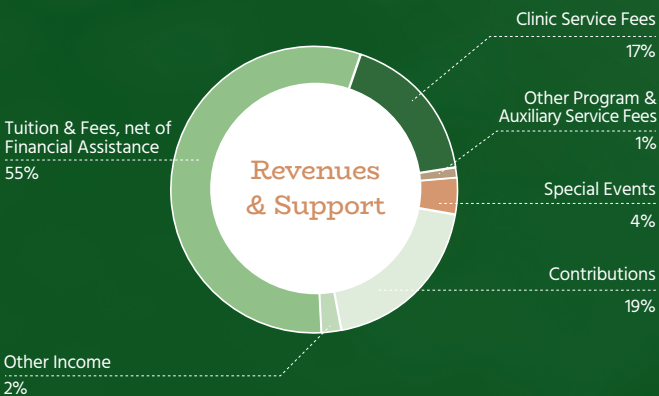 Clinic Service Fees
17%
Other Program &
Auxiliary Service Fees
1%
Tuition & Fees, net of
Financial Assistance
55%
Revenues
& Support
Special Events
4%
Contributions
19%
Other Income
2%